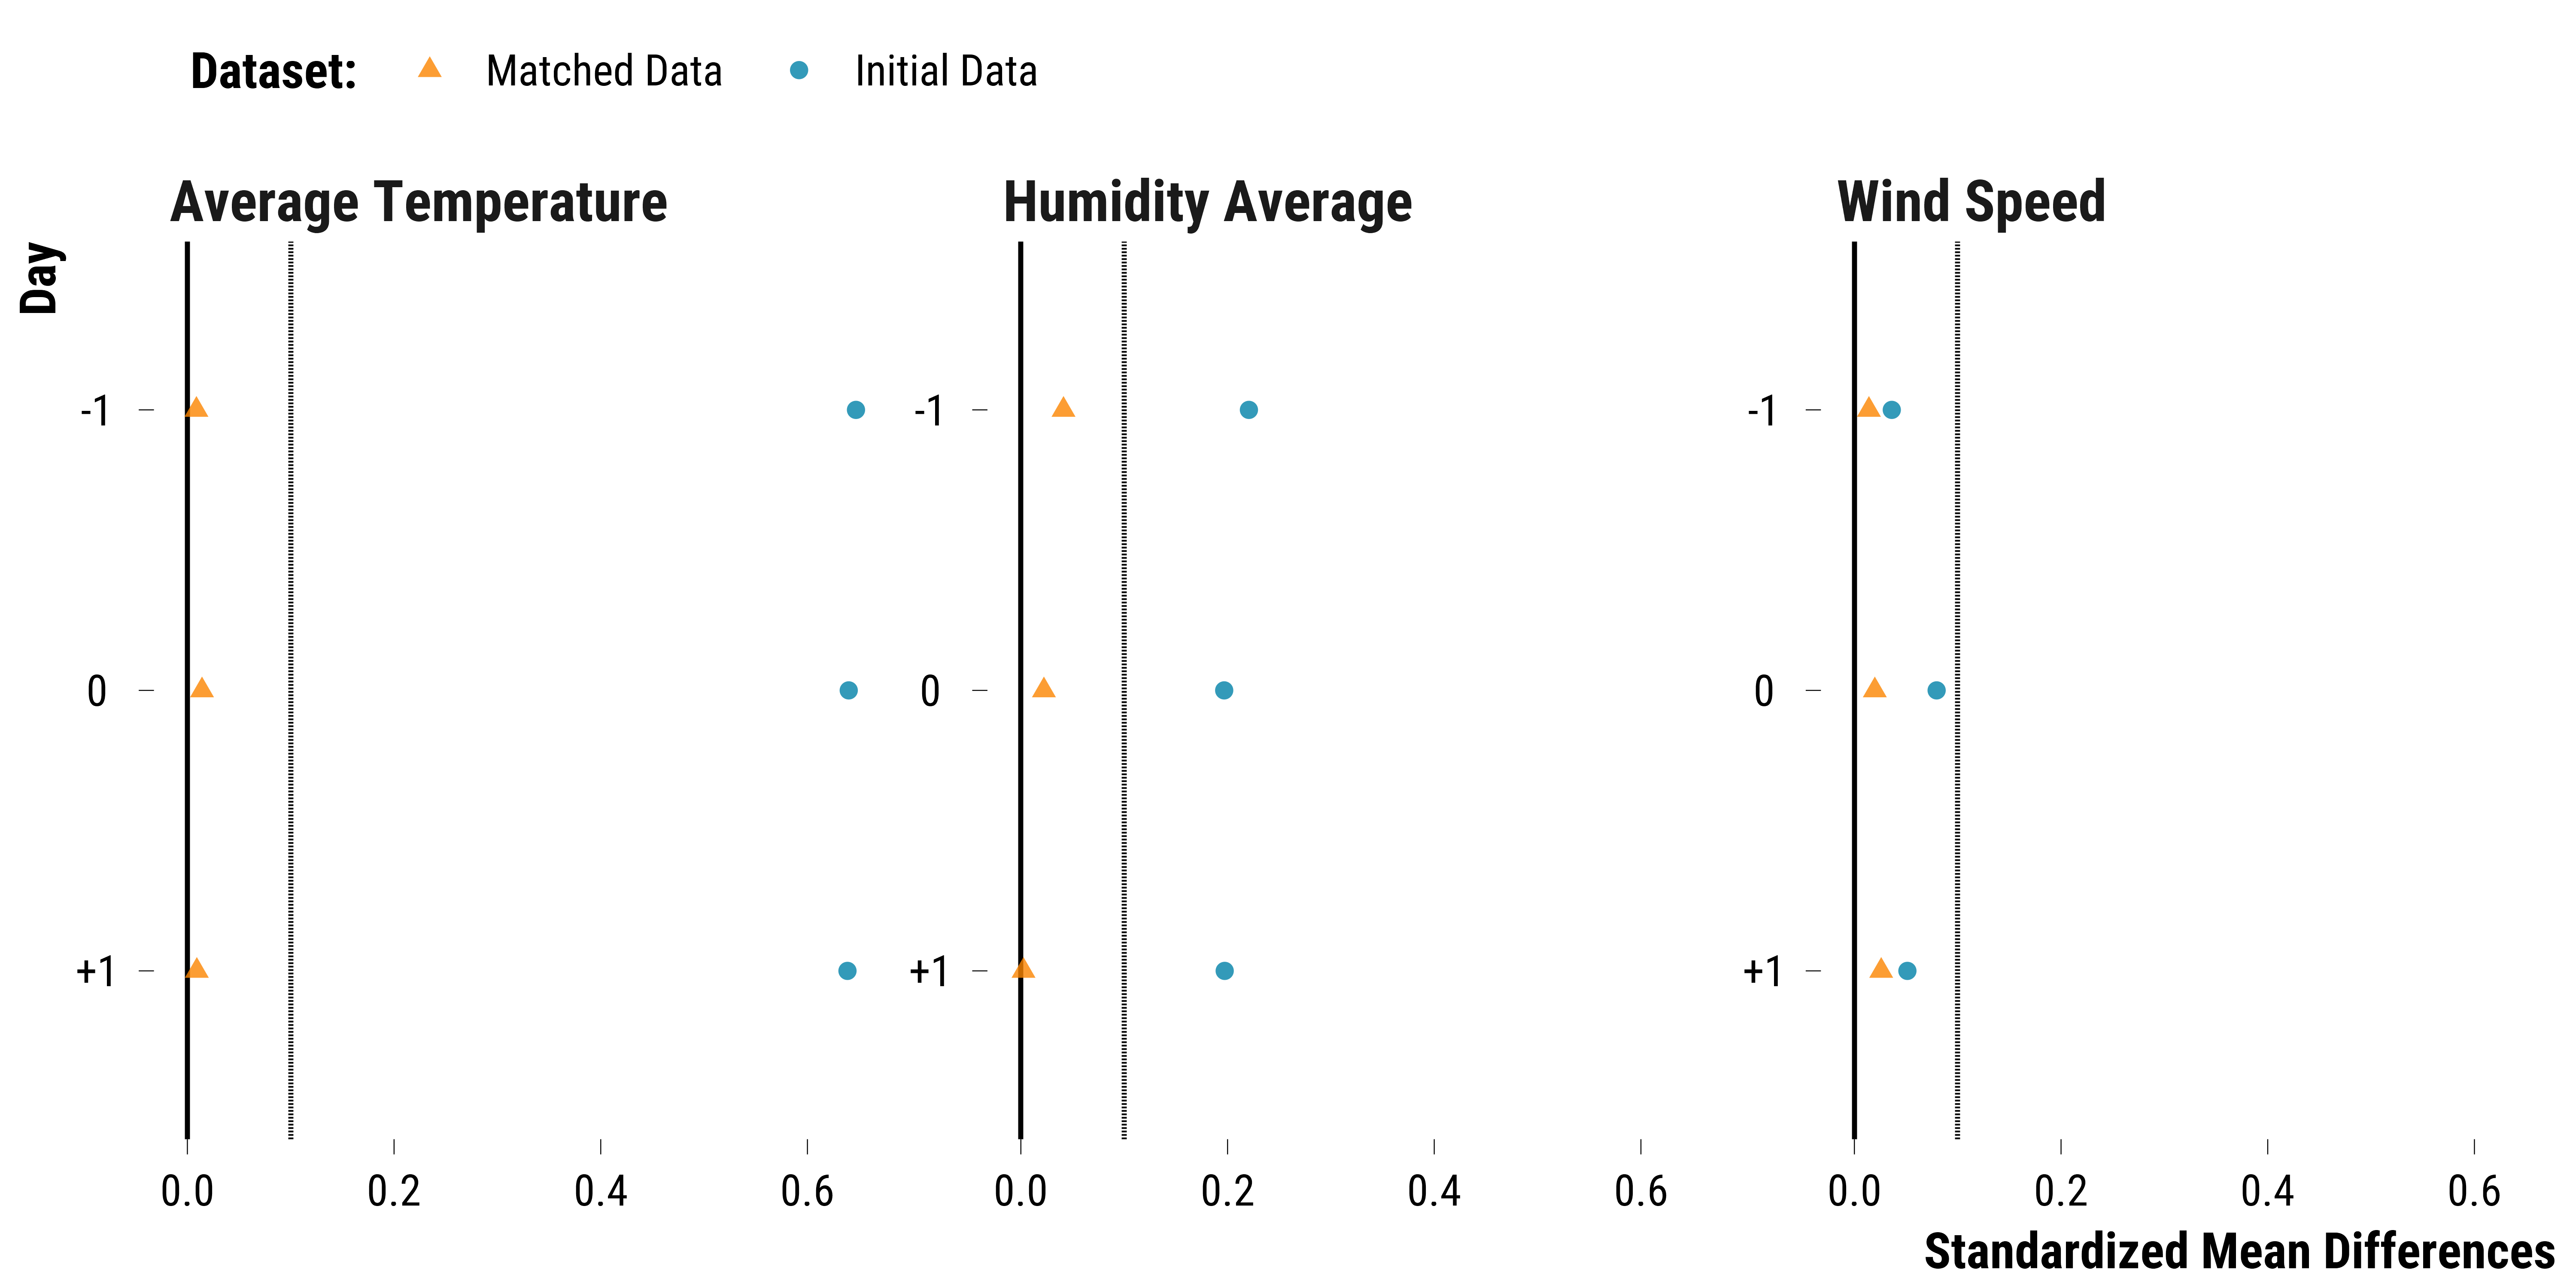 Dataset: Matched Data Initial Data
Average Temperature Humidity Average Wind Speed
Day
-1 -1 -1
0 0 0
+1 +1 +1
0.0 0.2 0.4 0.6 0.0 0.2 0.4 0.6 0.0 0.2 0.4 0.6
Standardized Mean Differences